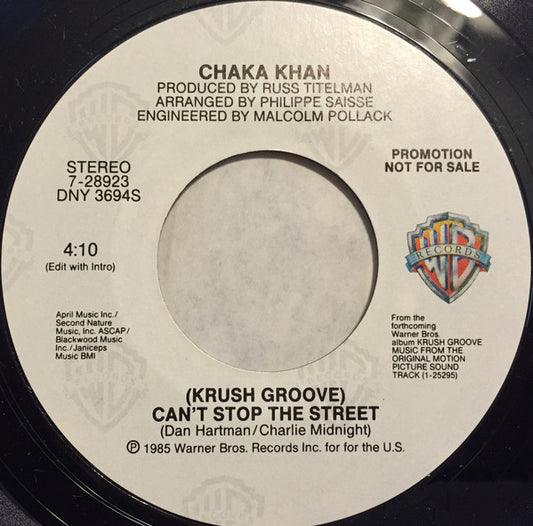 CHAKA KHAN
PRODUCED BY RUSS TITELMAN
ARRANGED BY PHILIPPE SAISSE
ENGINEERED BY MALCOLM POLLACK
STEREO
7-28923
DNY 3694S
PROMOTION
NOT FOR SALE
4:10
(Edit with Intro)
WB
RECORDS
April Music Inc./
Second Nature
Music, Inc. ASCAP/
Blackwood Music
Inc./Janiceps
Music BMI
From the
forthcoming
Warner Bros.
album KRUSH GROOVE
MUSIC FROM THE
ORIGINAL MOTION
PICTURE SOUND
TRACK (1-25295)
(KRUSH GROOVE)
CAN'T STOP THE STREET
(Dan Hartman/Charlie Midnight)
℗ 1985 Warner Bros. Records Inc. for for the U.S.